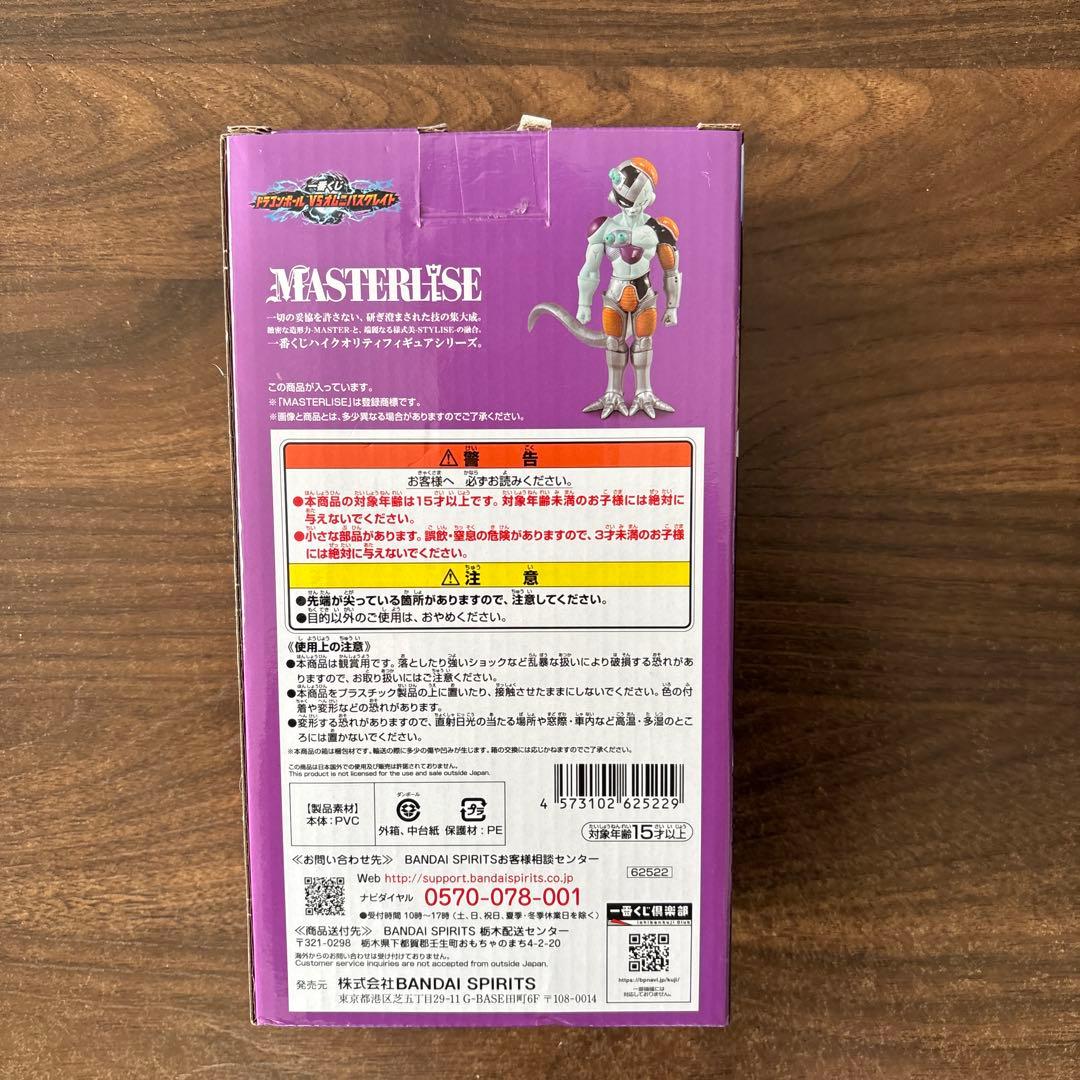 一番くじ
ドラゴンボール VSオムニバスグレイト
MASTERLISE
一切の妥協を許さない、研ぎ澄まされた技の集大成。
緻密な造形力-MASTER-と、端麗なる様式美-STYLISE-の融合。
一番くじハイクオリティフィギュアシリーズ。
この商品が入っています。
※「MASTERLISE」は登録商標です。
※画像と商品とは、多少異なる場合がありますのでご了承ください。
⚠警告
お客様へ 必ずお読みください。
●本商品の対象年齢は15才以上です。対象年齢未満のお子様には絶対に
与えないでください。
●小さな部品があります。誤飲・窒息の危険がありますので、3才未満のお子様
には絶対に与えないでください。
⚠注意
●先端が尖っている箇所がありますので、注意してください。
●目的以外のご使用は、おやめください。
《使用上の注意》
●本商品は観賞用です。落としたり強いショックなど乱暴な扱いにより破損する恐れがあ
りますので、お取り扱いにはご注意ください。
●本商品をプラスチック製品の上に置いたり、接触させたままにしないでください。色の付
着や変形などの恐れがあります。
●変形する恐れがありますので、直射日光の当たる場所や窓際・車内など高温・多湿のとこ
ろには置かないでください。
※本商品の箱は梱包材です。輸送の際に多少の傷や凹みが生じます。箱の交換には応じかねますのでご了承ください。
この商品は日本国外での使用及び販売は許諾されておりません。
This product is not licensed for the use and sale outside Japan.
【製品素材】
本体:PVC
ダンボール
外箱、中台紙
プラ
保護材:PE
4 573102 625229
対象年齢15才以上
≪お問い合わせ先≫ BANDAI SPIRITSお客様相談センター
Web http://support.bandaispirits.co.jp
ナビダイヤル 0570-078-001
●受付時間 10時~17時(土、日、祝日、夏季・冬季休業日を除く)
62522
≪商品送付先≫ BANDAI SPIRITS 栃木配送センター
〒321-0298 栃木県下都賀郡壬生町おもちゃのまち4-2-20
海外からのお問い合わせは受け付けておりません。
Customer service inquiries are not accepted from outside Japan.
発売元 株式会社BANDAI SPIRITS
東京都港区芝五丁目29-11 G-BASE田町6F 〒108-0014
一番くじ倶楽部
ichibankuji club
https://bpnavi.jp/kuji/
一部機種には
対応しておりません。